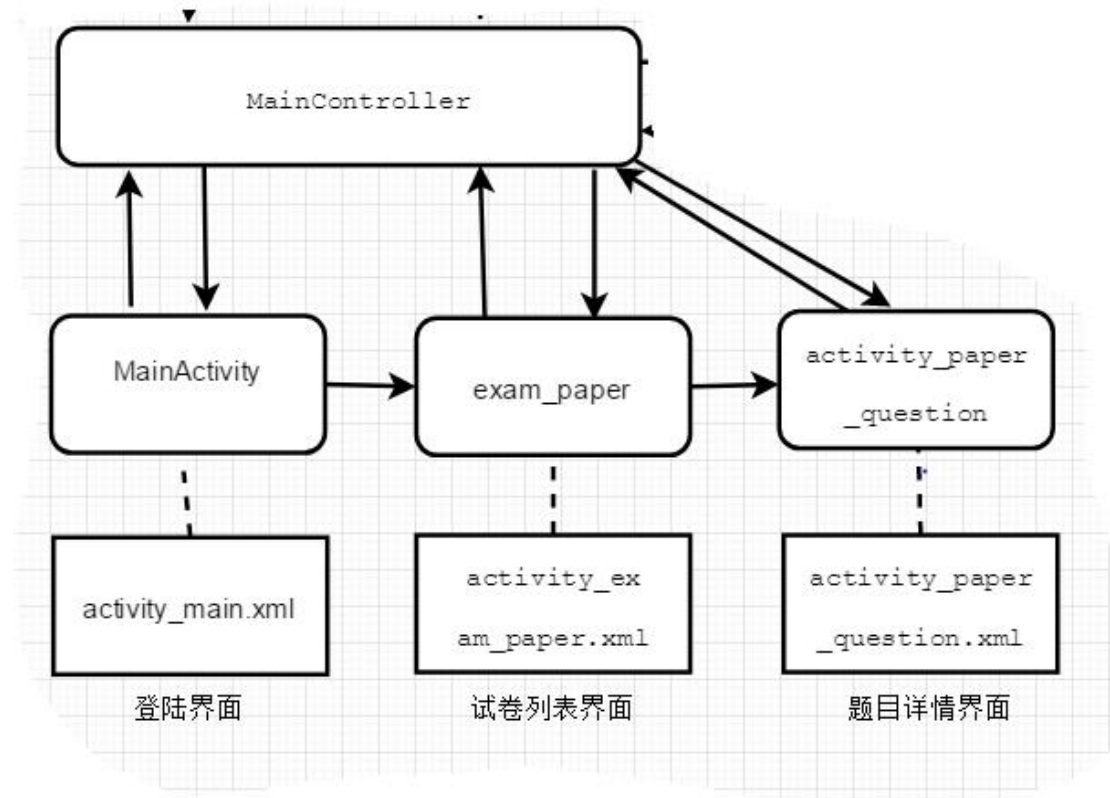 MainController
MainActivity
exam_paper
activity_paper
_question
activity_main.xml
activity_ex
am_paper.xml
activity_paper
_question.xml
登陆界面
试卷列表界面
题目详情界面